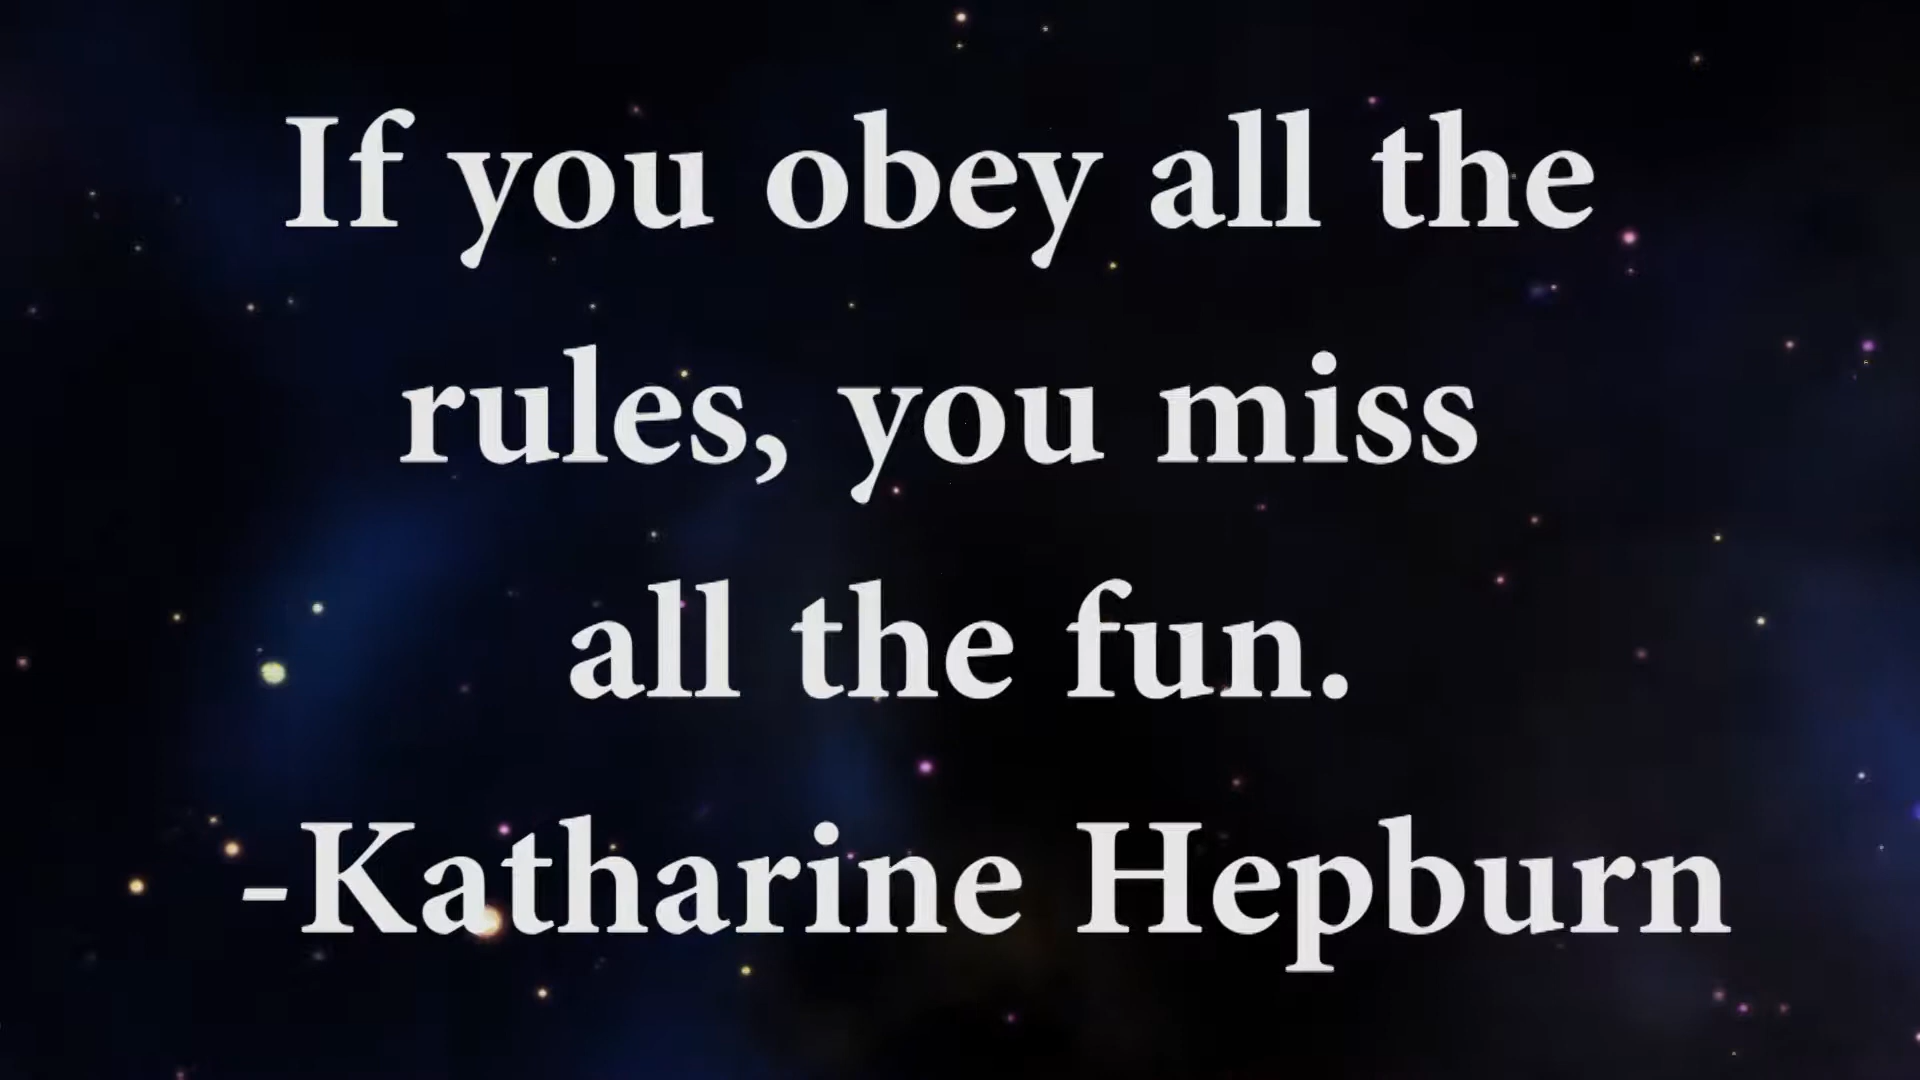 If you obey all the
rules, you miss
all the fun.
-Katharine Hepburn